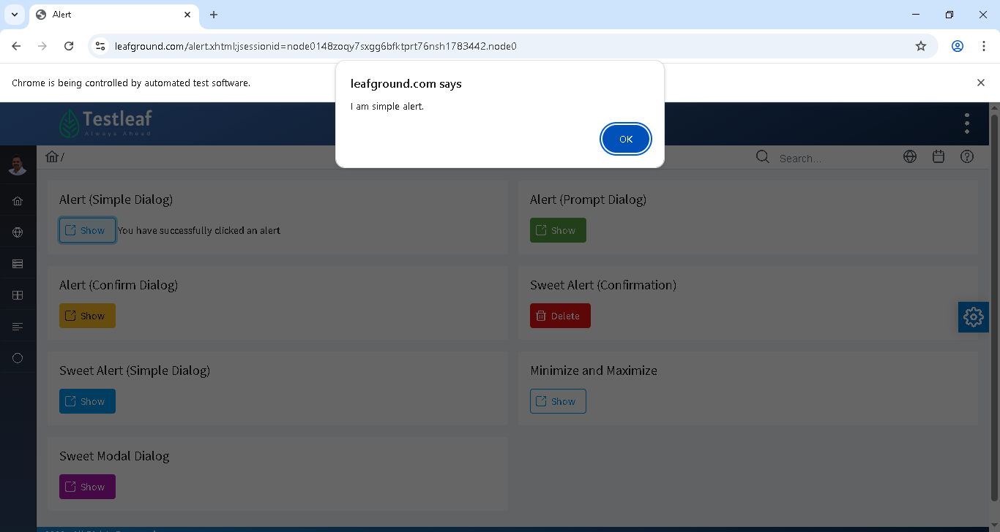 Alert
leafground.com/alert.xhtml;jsessionid=node0148zoqy7sxgg6bfktprt76nsh1783442.node0
Chrome is being controlled by automated test software.
leafground.com says
I am simple alert.
OK
Testleaf
Always Ahead
/
Search...
Alert (Simple Dialog)
Show You have successfully clicked an alert
Alert (Prompt Dialog)
Show
Alert (Confirm Dialog)
Show
Sweet Alert (Confirmation)
Delete
Sweet Alert (Simple Dialog)
Show
Minimize and Maximize
Show
Sweet Modal Dialog
Show